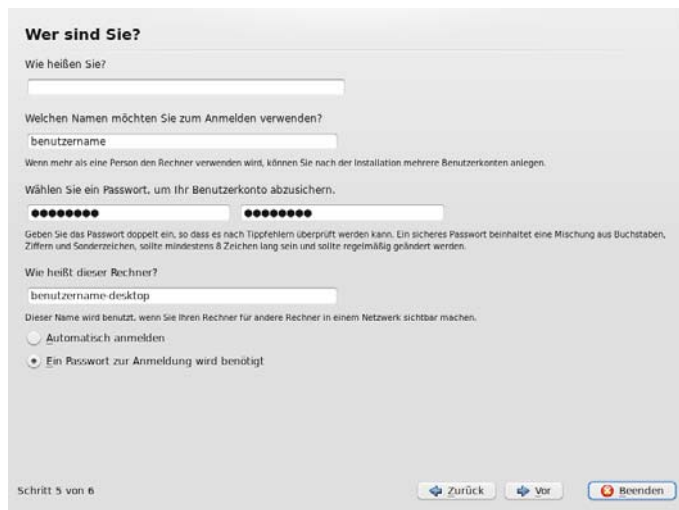 Wer sind Sie?
Wie heißen Sie?
Welchen Namen möchten Sie zum Anmelden verwenden?
benutzername
Wenn mehr als eine Person den Rechner verwenden wird, können Sie nach der Installation mehrere Benutzerkonten anlegen.
Wählen Sie ein Passwort, um Ihr Benutzerkonto abzusichern.
●●●●●●●● ●●●●●●●●
Geben Sie das Passwort doppelt ein, so dass es nach Tippfehlern überprüft werden kann. Ein sicheres Passwort beinhaltet eine Mischung aus Buchstaben,
Ziffern und Sonderzeichen, sollte mindestens 8 Zeichen lang sein und sollte regelmäßig geändert werden.
Wie heißt dieser Rechner?
benutzername-desktop
Dieser Name wird benutzt, wenn Sie Ihren Rechner für andere Rechner in einem Netzwerk sichtbar machen.
Automatisch anmelden
Ein Passwort zur Anmeldung wird benötigt
Schritt 5 von 6 Zurück Vor Beenden